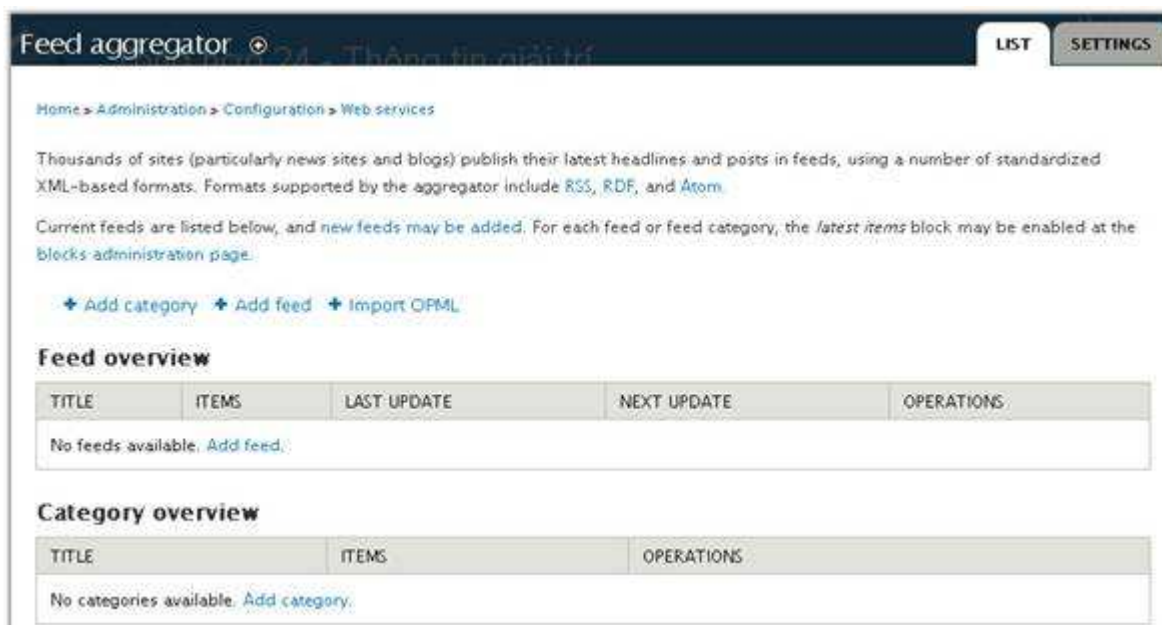 Feed aggregator
LIST
SETTINGS
24 - Thông tin giải trí
Home » Administration » Configuration » Web services
Thousands of sites (particularly news sites and blogs) publish their latest headlines and posts in feeds, using a number of standardized
XML-based formats. Formats supported by the aggregator include RSS, RDF, and Atom.
Current feeds are listed below, and new feeds may be added. For each feed or feed category, the latest items block may be enabled at the
blocks administration page.
+ Add category + Add feed + Import OPML
Feed overview
TITLE ITEMS LAST UPDATE NEXT UPDATE OPERATIONS
No feeds available. Add feed.
Category overview
TITLE ITEMS OPERATIONS
No categories available. Add category.